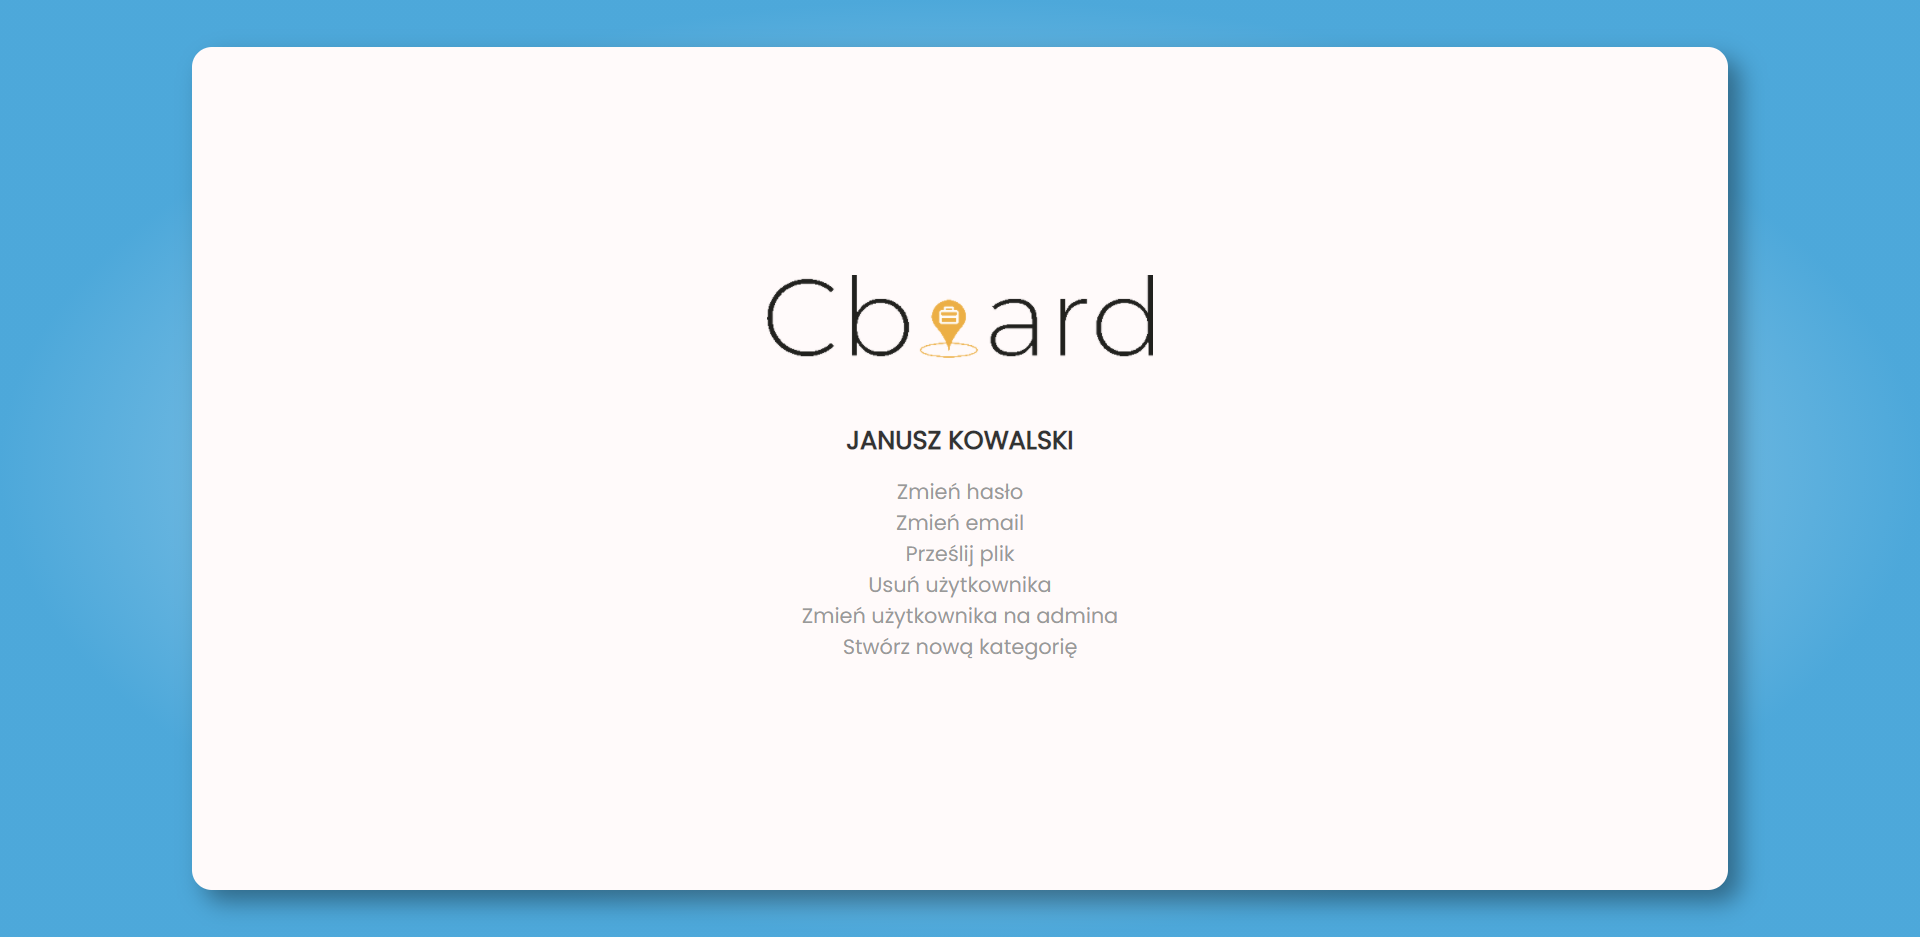 Cboard
JANUSZ KOWALSKI
Zmień hasło
Zmień email
Prześlij plik
Usuń użytkownika
Zmień użytkownika na admina
Stwórz nową kategorię